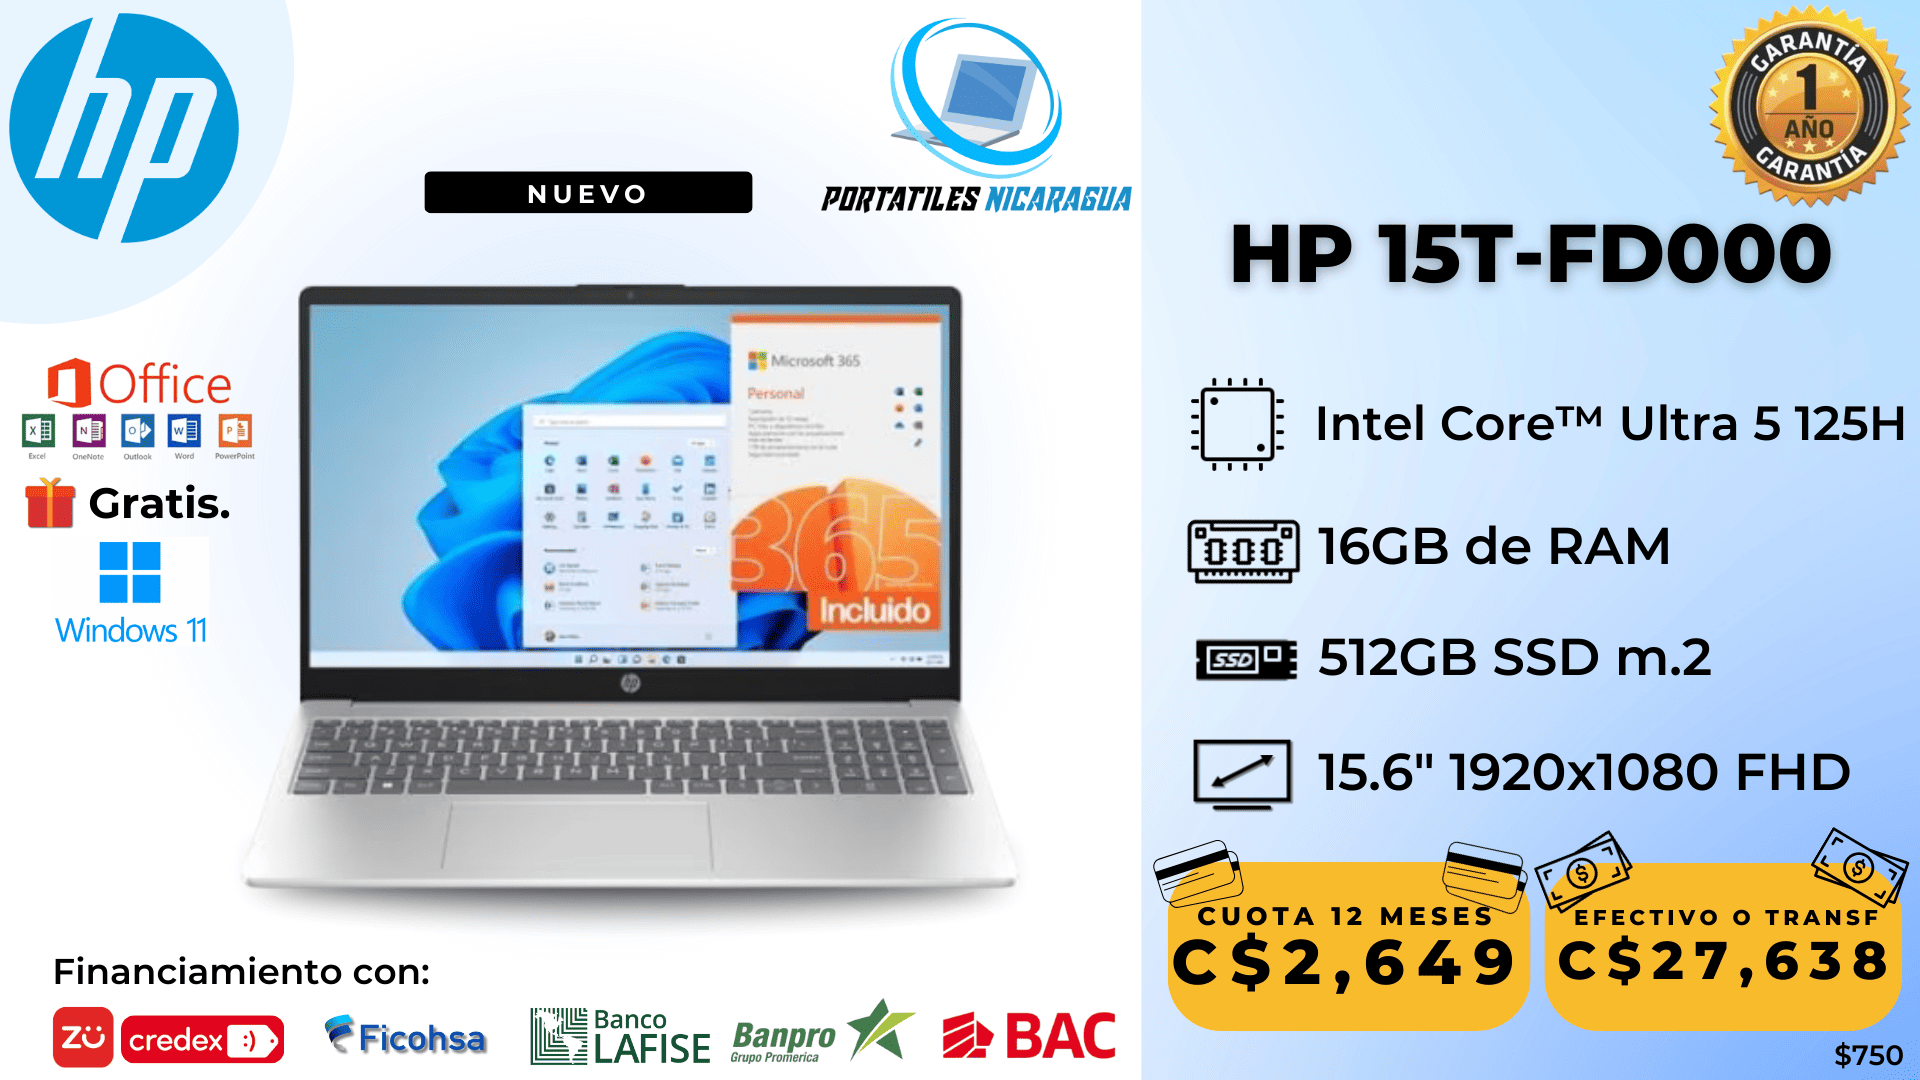 hp
NUEVO
PORTATILES NICARAGUA
GARANTÍA
1
AÑO
GARANTÍA
HP 15T-FD000
Office
Excel
OneNote
Outlook
Word
PowerPoint
Gratis.
Windows 11
Microsoft 365
Personal
365
Incluido
hp
Intel Core™ Ultra 5 125H
16GB de RAM
SSD
512GB SSD m.2
15.6" 1920x1080 FHD
CUOTA 12 MESES
C$2,649
EFECTIVO O TRANSF
C$27,638
$750
Financiamiento con:
zü
credex
Ficohsa
Banco
LAFISE
Banpro
Grupo Promerica
BAC